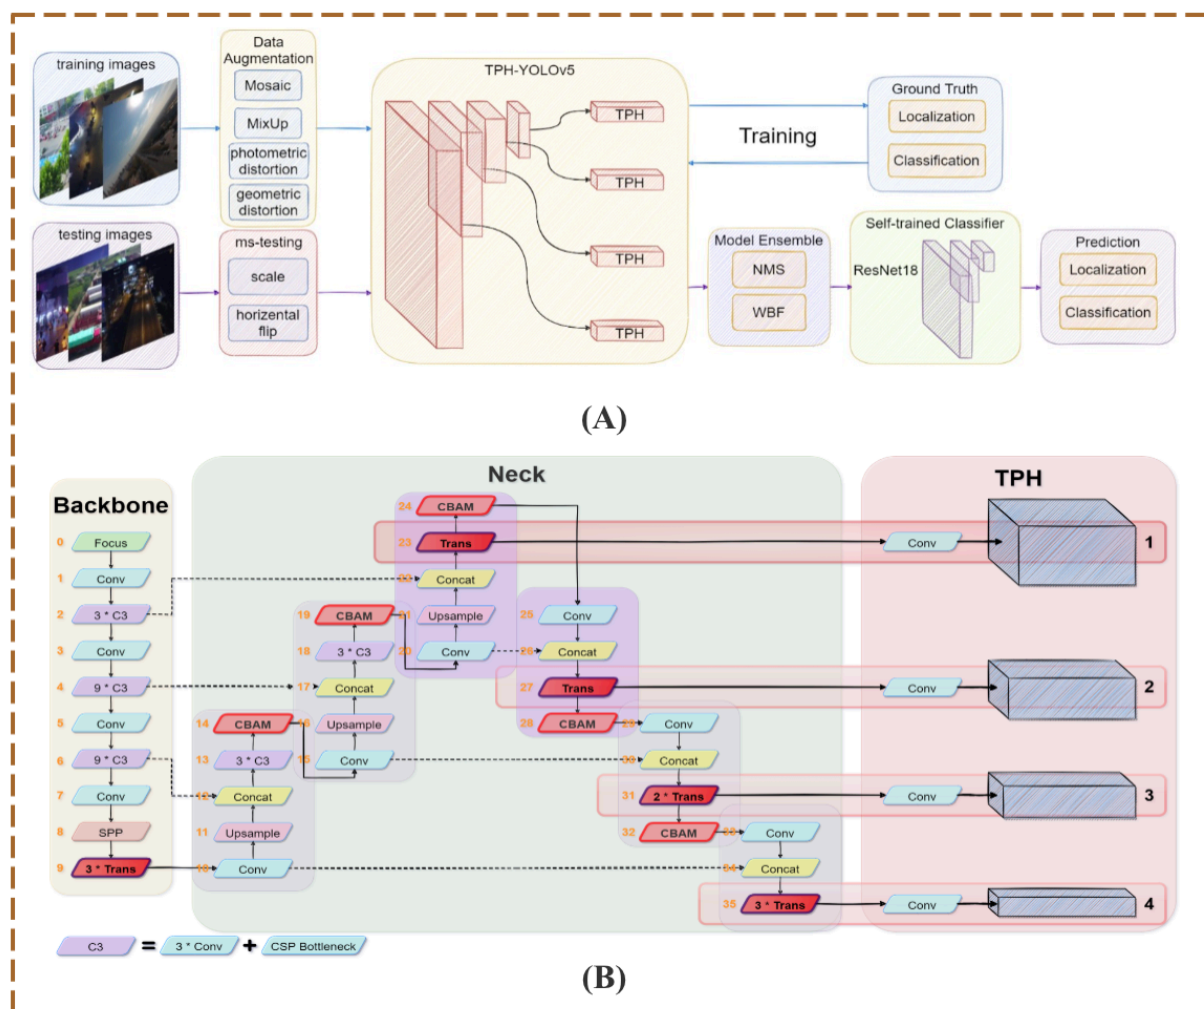 training images
Data
Augmentation
Mosaic
MixUp
photometric
distortion
geometric
distortion
TPH-YOLOv5
TPH
TPH
TPH
TPH
Training
Ground Truth
Localization
Classification
testing images
ms-testing
scale
horizental
flip
Model Ensemble
NMS
WBF
Self-trained Classifier
ResNet18
Prediction
Localization
Classification
(A)
Backbone
0 Focus
1 Conv
2 3 * C3
3 Conv
4 9 * C3
5 Conv
6 9 * C3
7 Conv
8 SPP
9 3 * Trans
Neck
24 CBAM
23 Trans
22 Concat
21 Upsample
20 Conv
19 CBAM
18 3 * C3
17 Concat
16 Upsample
15 Conv
14 CBAM
13 3 * C3
12 Concat
11 Upsample
10 Conv
25 Conv
26 Concat
27 Trans
28 CBAM
29 Conv
30 Concat
31 2 * Trans
32 CBAM
33 Conv
34 Concat
35 3 * Trans
TPH
Conv 1
Conv 2
Conv 3
Conv 4
C3 = 3 * Conv + CSP Bottleneck
(B)